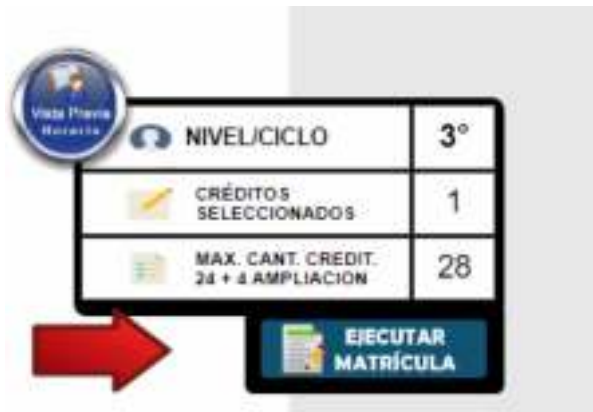 Vista Previa
Horario
NIVEL/CICLO
3°
CRÉDITOS
SELECCIONADOS
1
MAX. CANT. CREDIT.
24 + 4 AMPLIACION
28
EJECUTAR
MATRÍCULA